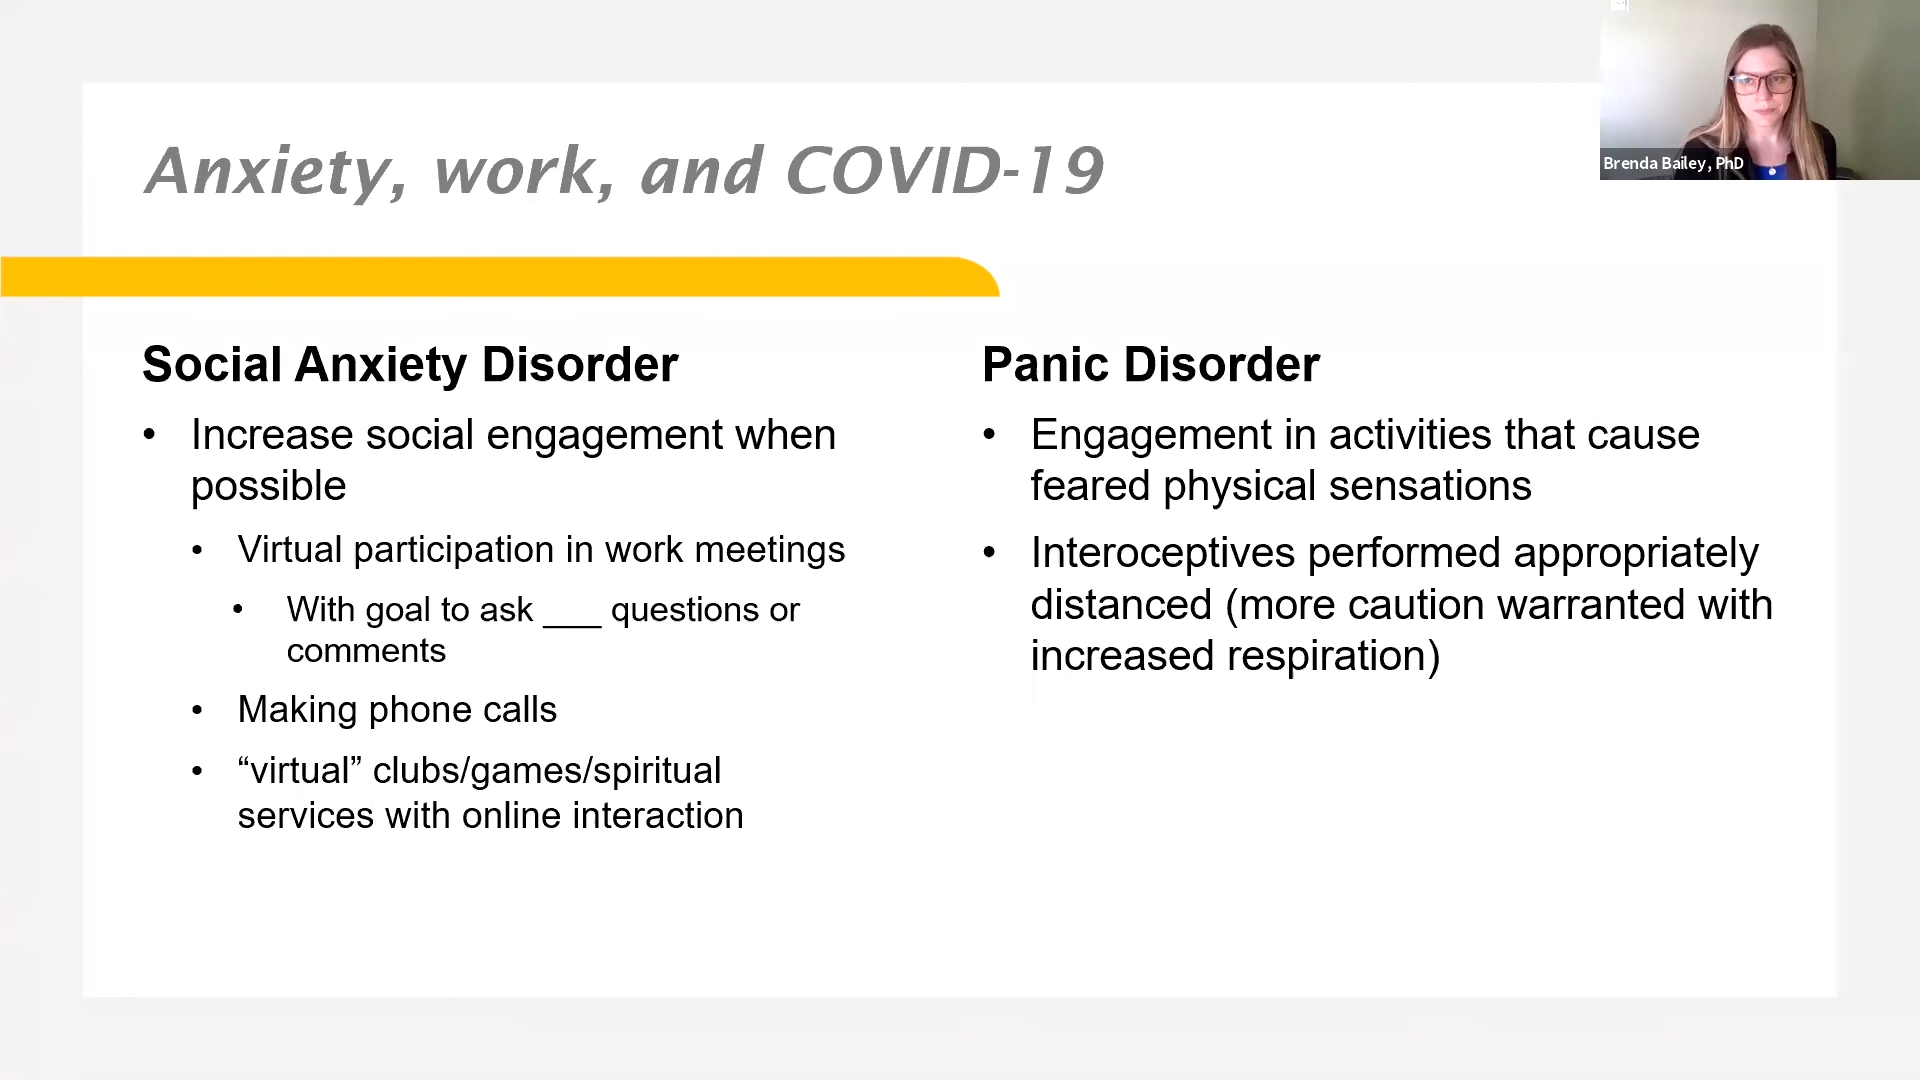 Anxiety, work, and COVID-19
Brenda Bailey, PhD
Social Anxiety Disorder
• Increase social engagement when
possible
• Virtual participation in work meetings
• With goal to ask ___ questions or
comments
• Making phone calls
• “virtual” clubs/games/spiritual
services with online interaction
Panic Disorder
• Engagement in activities that cause
feared physical sensations
• Interoceptives performed appropriately
distanced (more caution warranted with
increased respiration)